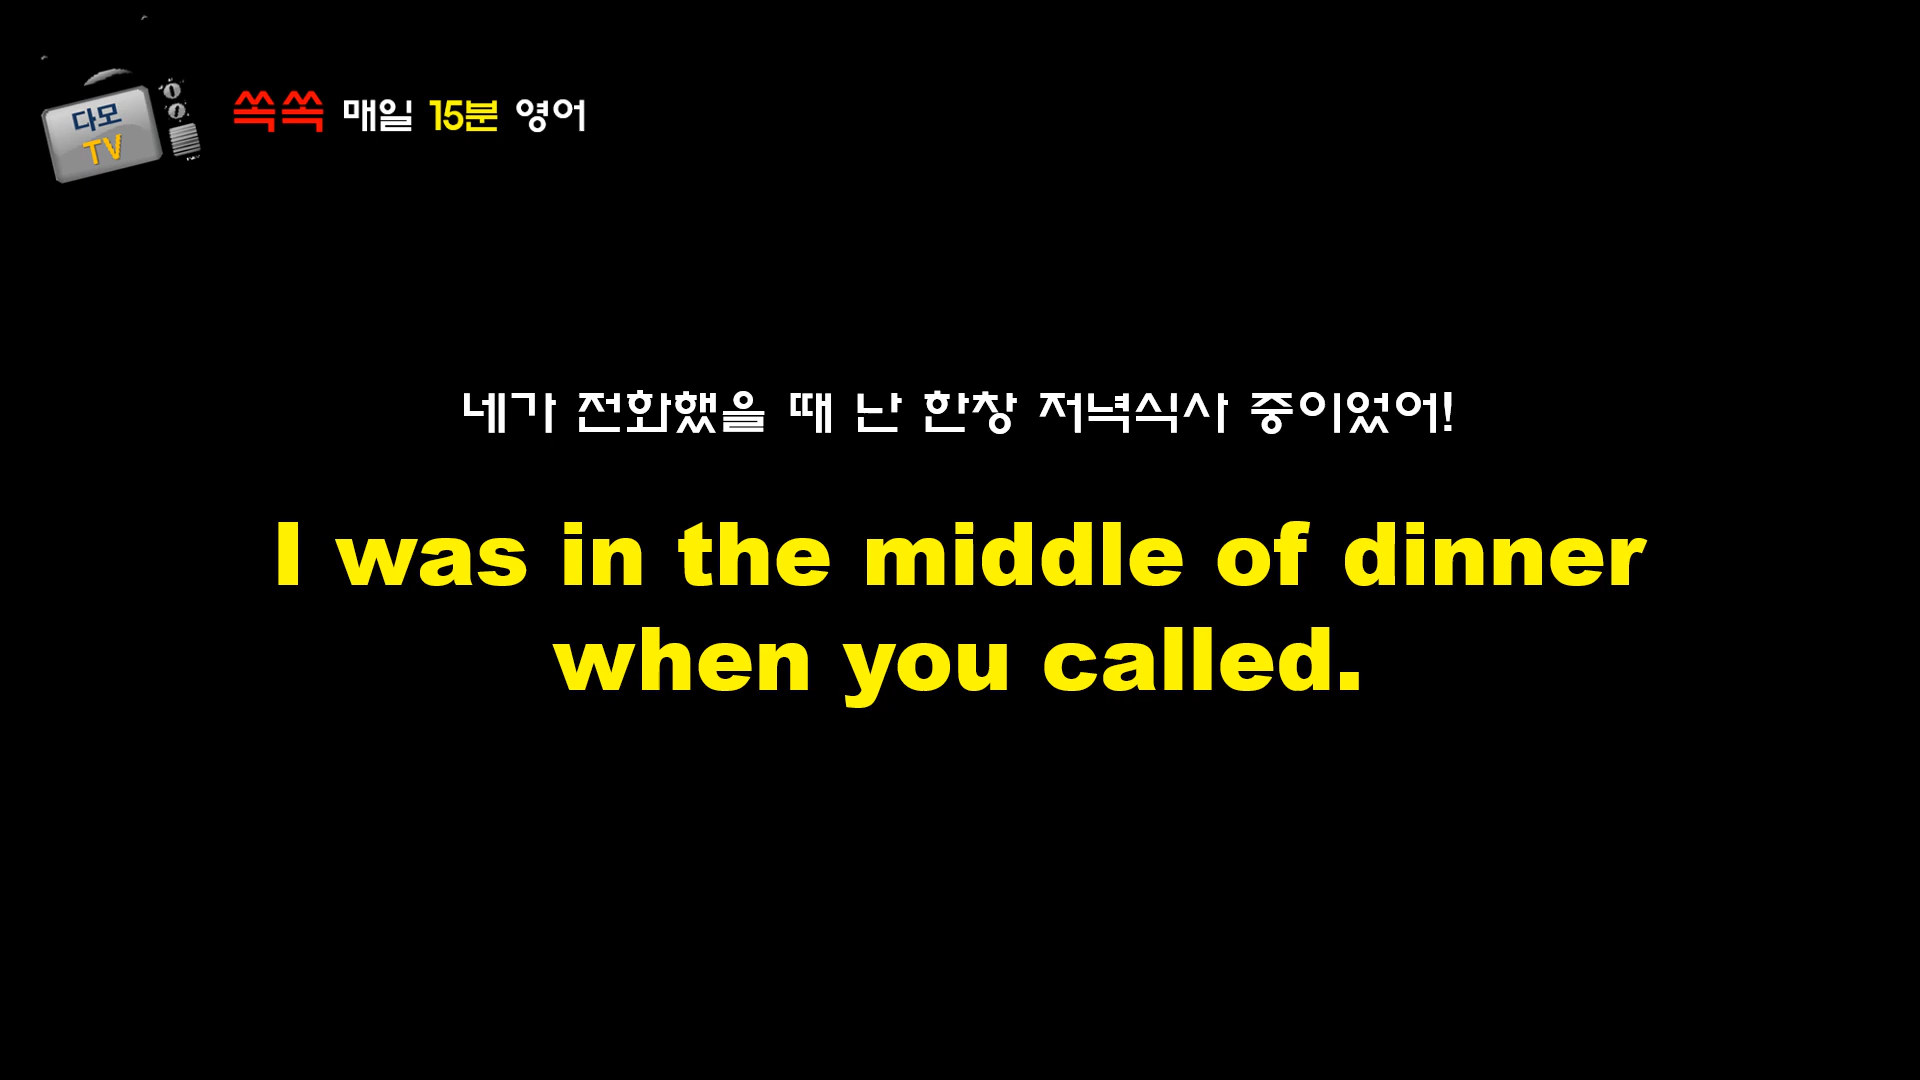 다모
TV
쏙쏙 매일 15분 영어
네가 전화했을 때 난 한창 저녁식사 중이었어!
I was in the middle of dinner
when you called.